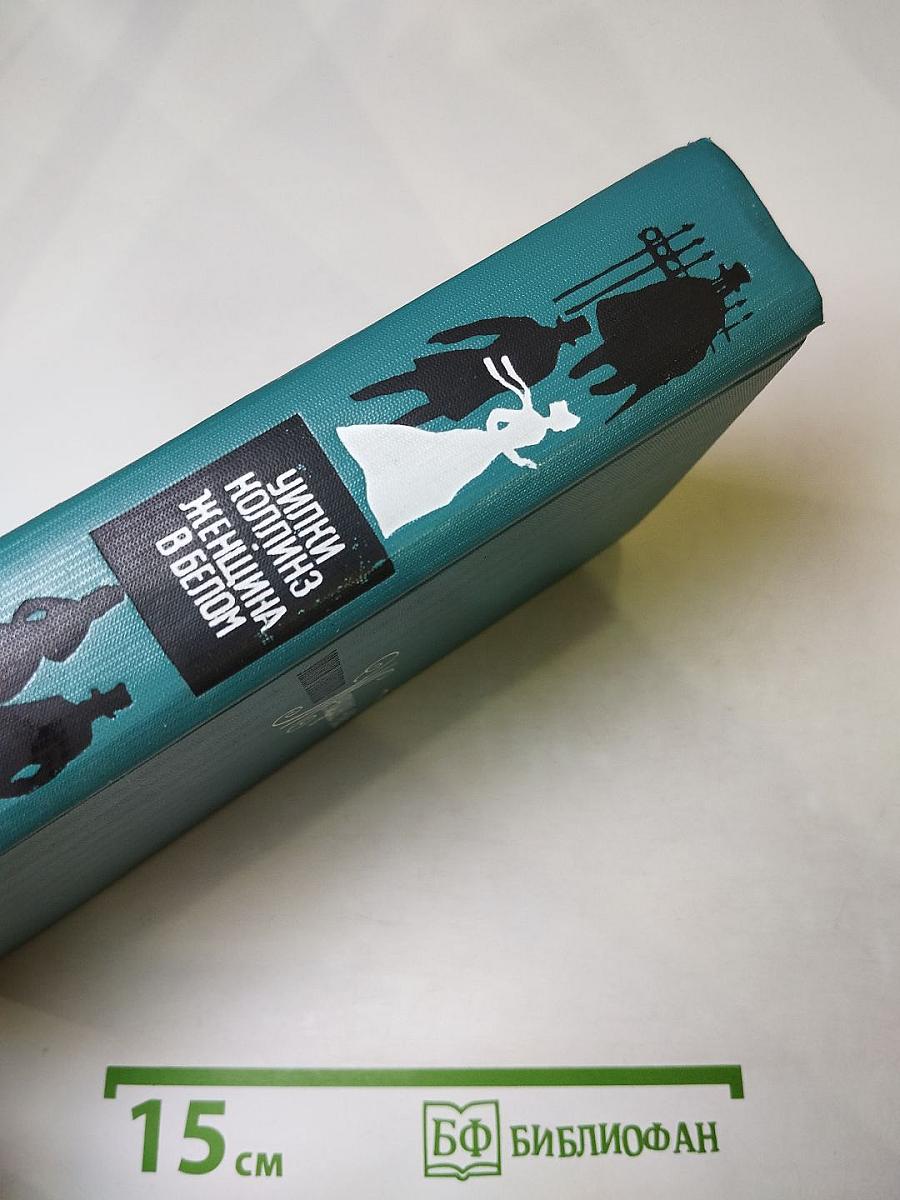 УИЛКИ
КОЛЛИНЗ
ЖЕНЩИНА
В БЕЛОМ
15 см
БФ БИБЛИОФАН